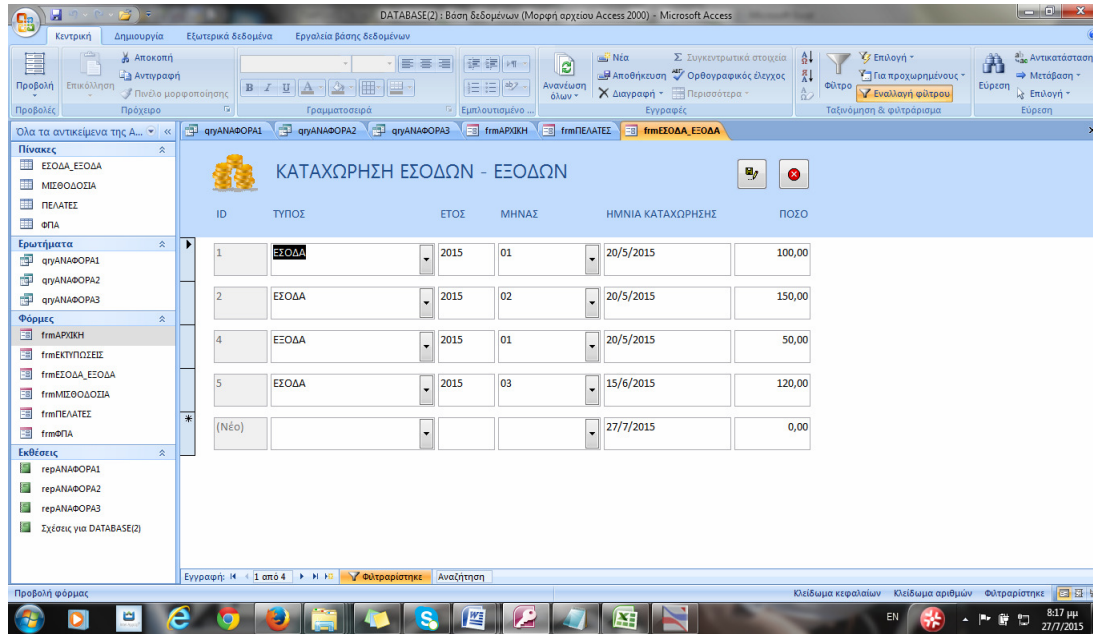 DATABASE(2) : Βάση δεδομένων (Μορφή αρχείου Access 2000) - Microsoft Access
Κεντρική Δημιουργία Εξωτερικά δεδομένα Εργαλεία βάσης δεδομένων
Προβολή
Προβολές
Επικόλληση
Αποκοπή
Αντιγραφή
Πινέλο μορφοποίησης
Πρόχειρο
B I U A
Γραμματοσειρά
Εμπλουτισμένο ...
Ανανέωση όλων
Νέα
Αποθήκευση
Διαγραφή
Σ Συγκεντρωτικά στοιχεία
Ορθογραφικός έλεγχος
Περισσότερα
Εγγραφές
Φίλτρο
Επιλογή
Για προχωρημένους
Εναλλαγή φίλτρου
Ταξινόμηση & φιλτράρισμα
Εύρεση
Αντικατάσταση
Μετάβαση
Επιλογή
Εύρεση
Όλα τα αντικείμενα της A...
Πίνακες
ΕΣΟΔΑ_ΕΞΟΔΑ
ΜΙΣΘΟΔΟΣΙΑ
ΠΕΛΑΤΕΣ
ΦΠΑ
Ερωτήματα
qryΑΝΑΦΟΡΑ1
qryΑΝΑΦΟΡΑ2
qryΑΝΑΦΟΡΑ3
Φόρμες
frmΑΡΧΙΚΗ
frmΕΚΤΥΠΩΣΕΙΣ
frmΕΣΟΔΑ_ΕΞΟΔΑ
frmΜΙΣΘΟΔΟΣΙΑ
frmΠΕΛΑΤΕΣ
frmΦΠΑ
Εκθέσεις
repΑΝΑΦΟΡΑ1
repΑΝΑΦΟΡΑ2
repΑΝΑΦΟΡΑ3
Σχέσεις για DATABASE(2)
qryΑΝΑΦΟΡΑ1 qryΑΝΑΦΟΡΑ2 qryΑΝΑΦΟΡΑ3 frmΑΡΧΙΚΗ frmΠΕΛΑΤΕΣ frmΕΣΟΔΑ_ΕΞΟΔΑ
ΚΑΤΑΧΩΡΗΣΗ ΕΣΟΔΩΝ - ΕΞΟΔΩΝ
ID ΤΥΠΟΣ ΕΤΟΣ ΜΗΝΑΣ ΗΜΝΙΑ ΚΑΤΑΧΩΡΗΣΗΣ ΠΟΣΟ
1 ΕΣΟΔΑ 2015 01 20/5/2015 100,00
2 ΕΣΟΔΑ 2015 02 20/5/2015 150,00
4 ΕΞΟΔΑ 2015 01 20/5/2015 50,00
5 ΕΣΟΔΑ 2015 03 15/6/2015 120,00
(Νέο) 27/7/2015 0,00
Εγγραφή: 1 από 4 Φιλτραρίστηκε Αναζήτηση
Προβολή φόρμας Κλείδωμα κεφαλαίων Κλείδωμα αριθμών Φιλτραρίστηκε
EN 8:17 μμ
27/7/2015